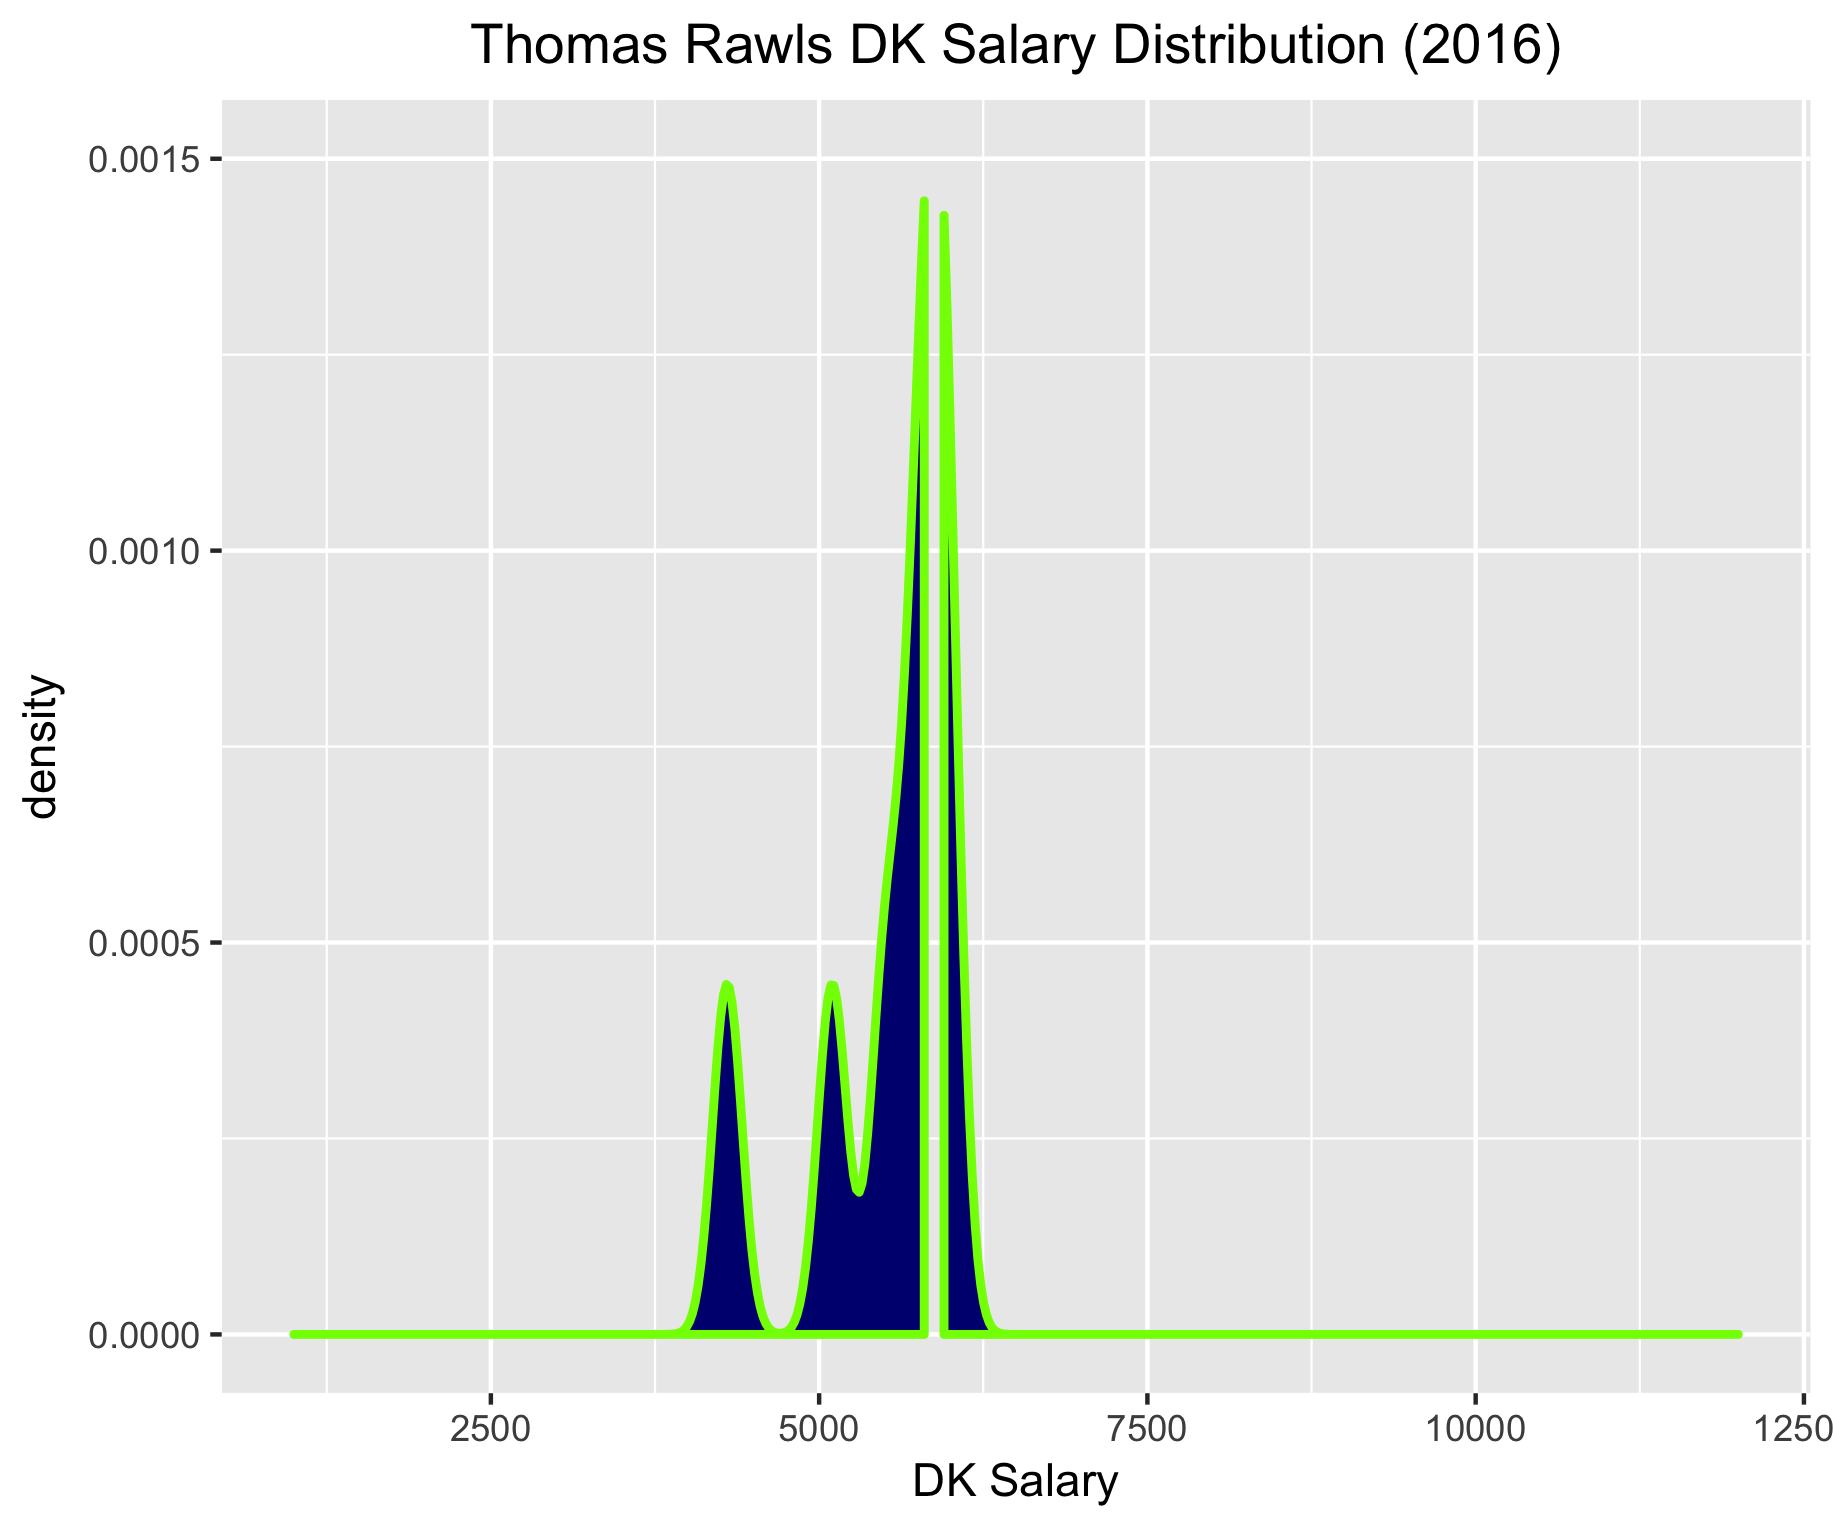 Thomas Rawls DK Salary Distribution (2016)
0.0015
0.0010
0.0005
0.0000
density
2500 5000 7500 10000 1250
DK Salary